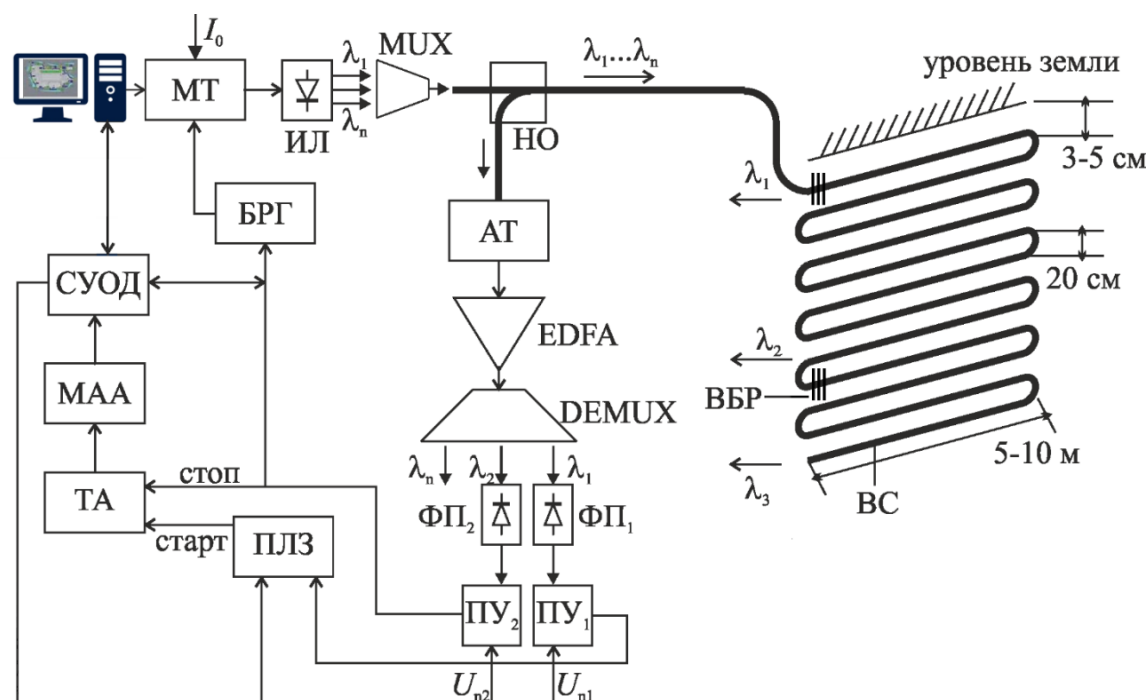 I₀
MT
ИЛ
λ₁
λₙ
MUX
λ₁...λₙ
НО
уровень земли
3-5 см
λ₁
20 см
λ₂
ВБР
5-10 м
λ₃
ВС
БРГ
АТ
СУОД
EDFA
МАА
DEMUX
λₙ
λ₂
λ₁
стоп
ТА
ФП₂
ФП₁
старт
ПЛЗ
ПУ₂
ПУ₁
Uₙ₂
Uₙ₁